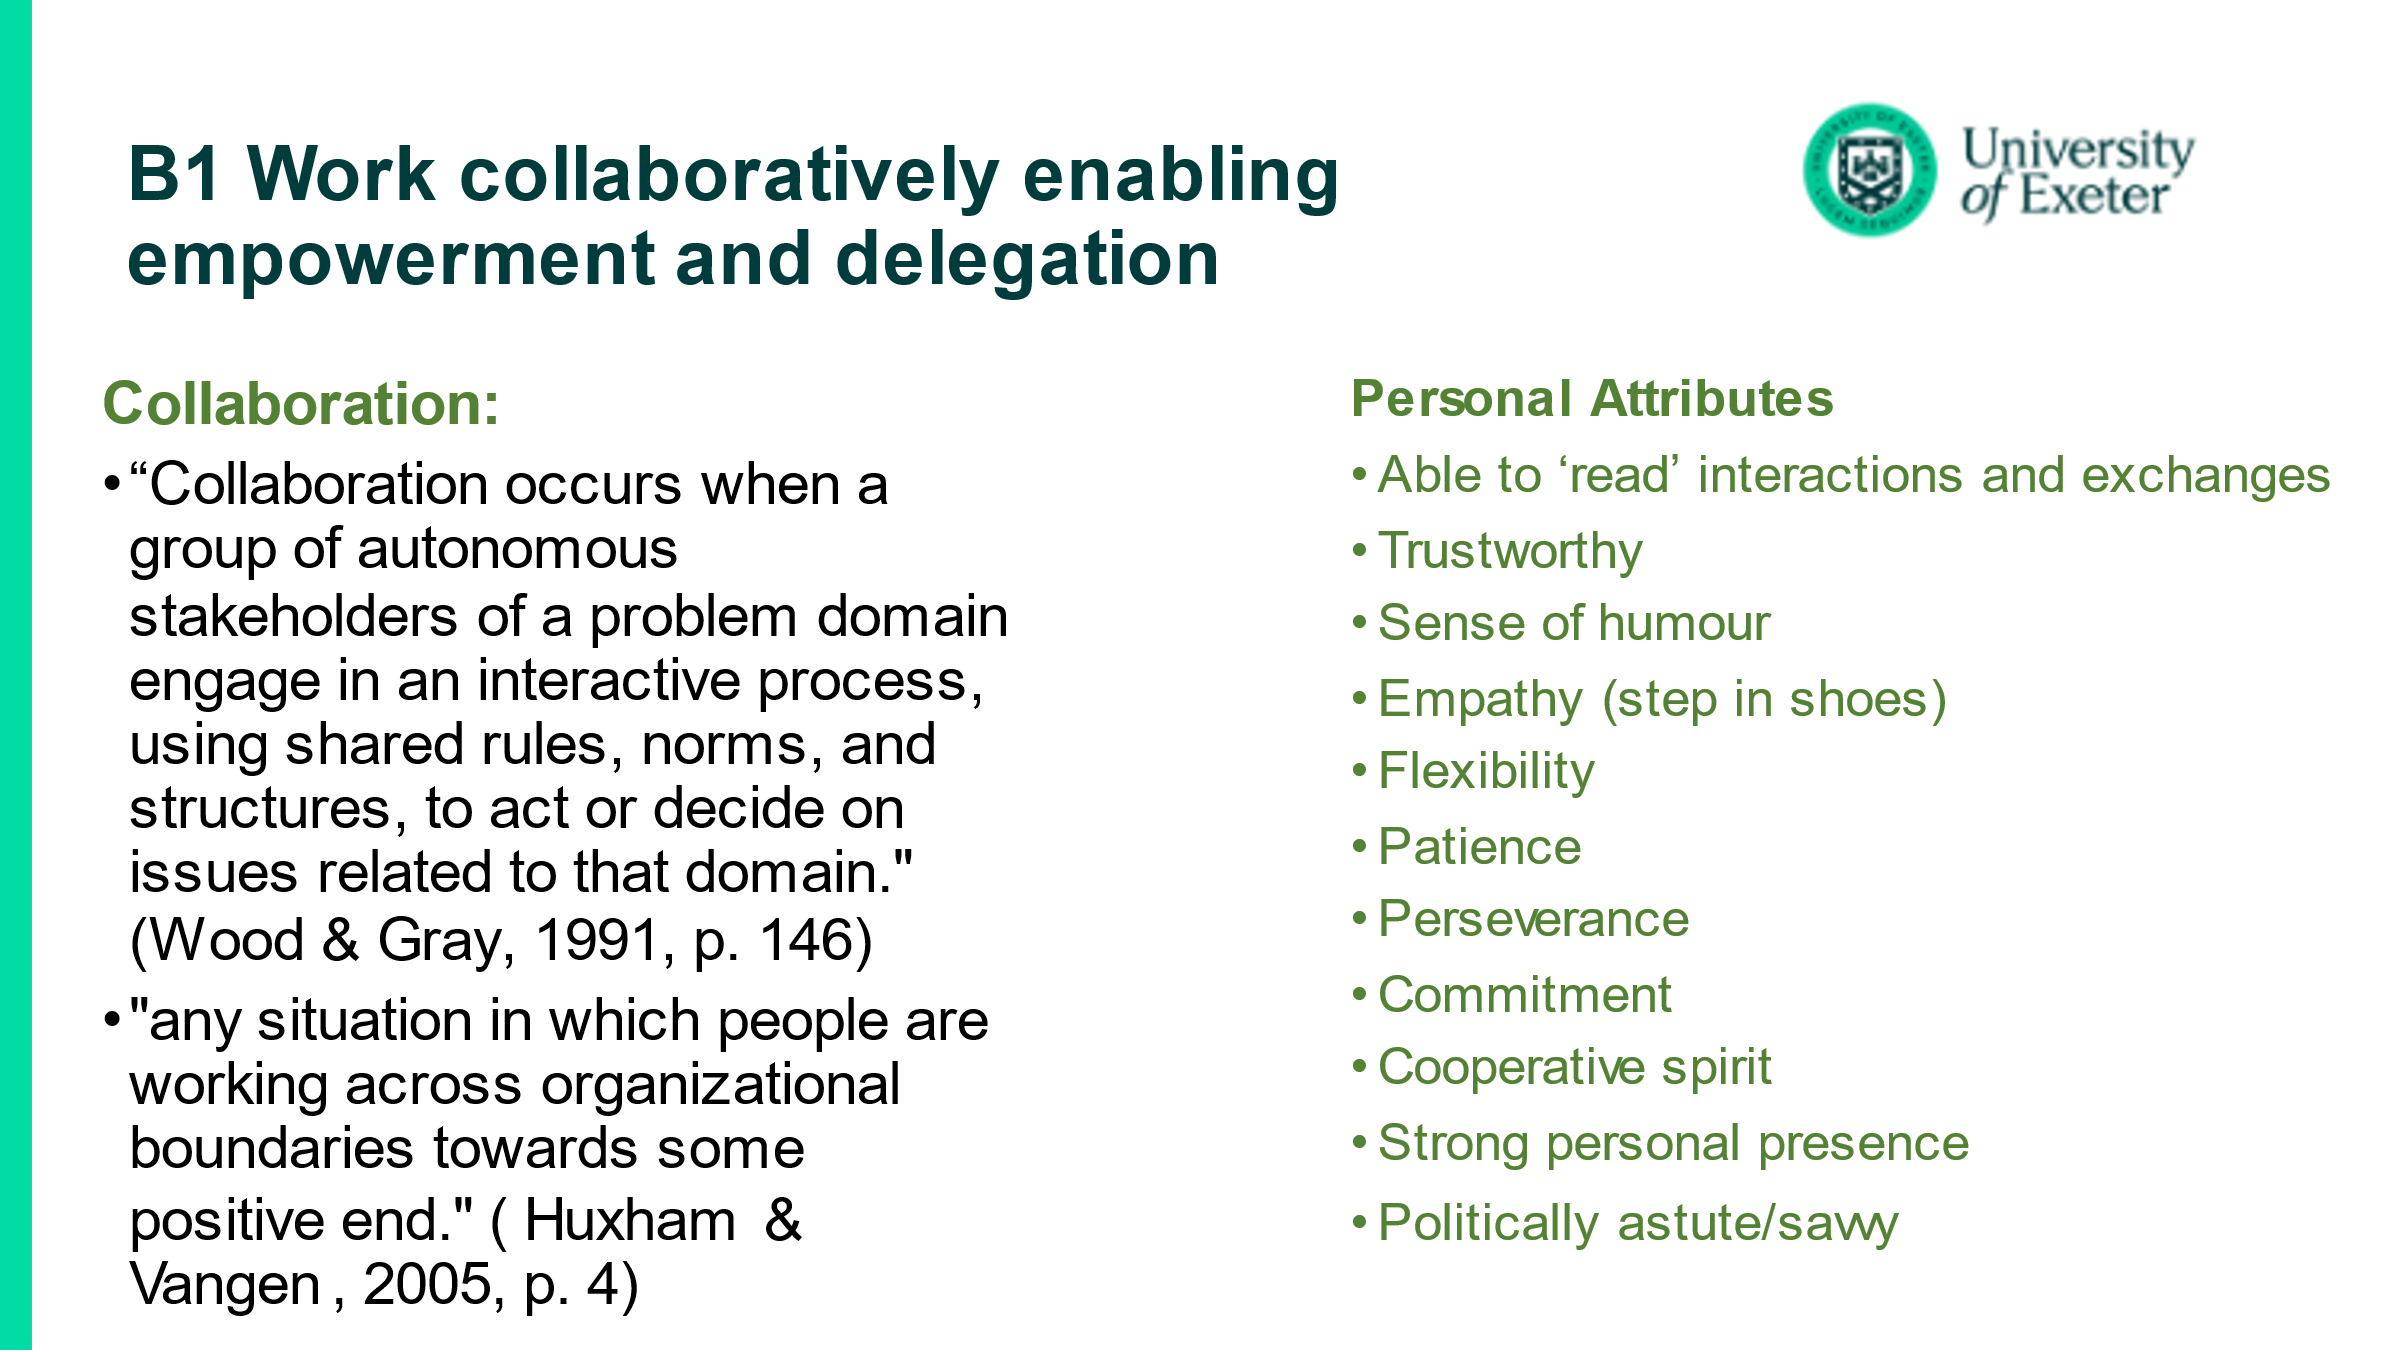 B1 Work collaboratively enabling
empowerment and delegation
University
of Exeter
Collaboration:
•“Collaboration occurs when a
group of autonomous
stakeholders of a problem domain
engage in an interactive process,
using shared rules, norms, and
structures, to act or decide on
issues related to that domain."
(Wood & Gray, 1991, p. 146)
•"any situation in which people are
working across organizational
boundaries towards some
positive end." ( Huxham &
Vangen , 2005, p. 4)
Personal Attributes
• Able to ‘read’ interactions and exchanges
• Trustworthy
• Sense of humour
• Empathy (step in shoes)
• Flexibility
• Patience
• Perseverance
• Commitment
• Cooperative spirit
• Strong personal presence
• Politically astute/savvy